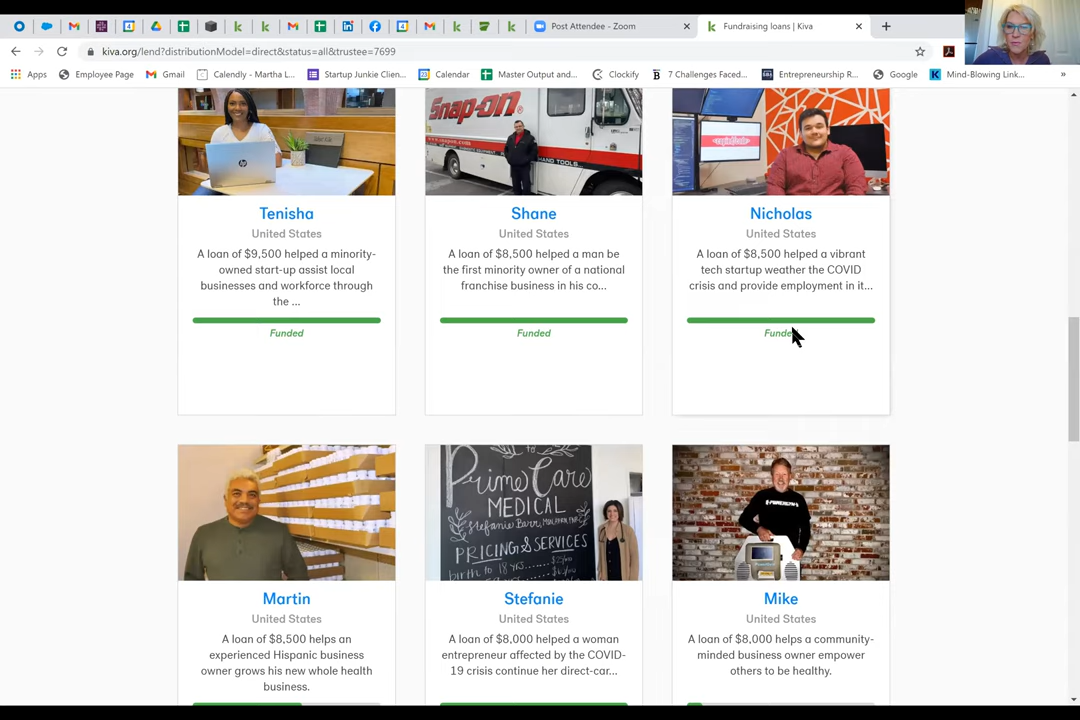 Post Attendee - Zoom
Fundraising loans | Kiva
kiva.org/lend?distributionModel=direct&status=all&trustee=7699
Apps
Employee Page
Gmail
Calendly - Martha L...
Startup Junkie Clien...
Calendar
Master Output and...
Clockify
7 Challenges Faced...
Entrepreneurship R...
Google
Mind-Blowing Link...
»
Snap-on
Tenisha
United States
A loan of $9,500 helped a minority-
owned start-up assist local
businesses and workforce through
the ...
Funded
Shane
United States
A loan of $8,500 helped a man be
the first minority owner of a national
franchise business in his co...
Funded
Nicholas
United States
A loan of $8,500 helped a vibrant
tech startup weather the COVID
crisis and provide employment in it...
Funde
Prime Care
MEDICAL
PRICING & SERVICES
birth to 18 yrs
Martin
United States
A loan of $8,500 helps an
experienced Hispanic business
owner grows his new whole health
business.
Stefanie
United States
A loan of $8,000 helped a woman
entrepreneur affected by the COVID-
19 crisis continue her direct-car...
Mike
United States
A loan of $8,000 helps a community-
minded business owner empower
others to be healthy.